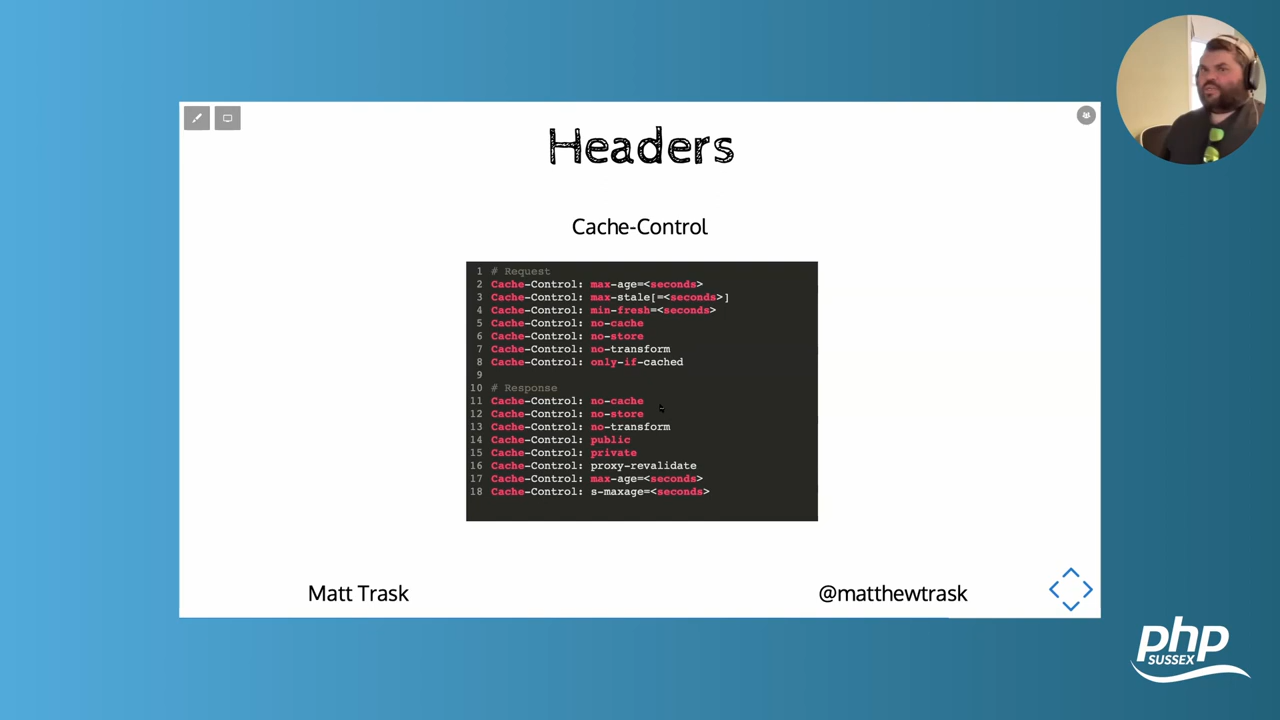 Headers
Cache-Control
1 # Request
2 Cache-Control: max-age=<seconds>
3 Cache-Control: max-stale[=<seconds>]
4 Cache-Control: min-fresh=<seconds>
5 Cache-Control: no-cache
6 Cache-Control: no-store
7 Cache-Control: no-transform
8 Cache-Control: only-if-cached
9
10 # Response
11 Cache-Control: no-cache
12 Cache-Control: no-store
13 Cache-Control: no-transform
14 Cache-Control: public
15 Cache-Control: private
16 Cache-Control: proxy-revalidate
17 Cache-Control: max-age=<seconds>
18 Cache-Control: s-maxage=<seconds>
Matt Trask
@matthewtrask
php
SUSSEX